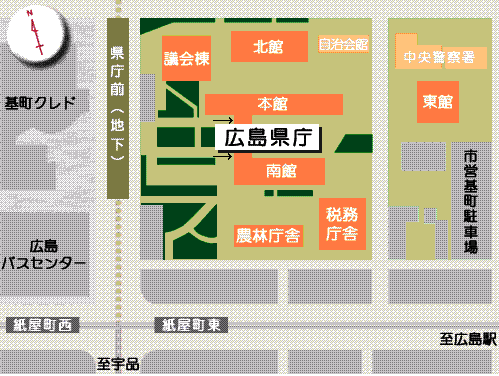 N
北館
自治会館
議会棟
中央警察署
県庁前（地下）
基町クレド
本館
東館
広島県庁
南館
市営基町駐車場
広島
バスセンター
農林庁舎
税務
庁舎
紙屋町西
紙屋町東
至広島駅
至宇品